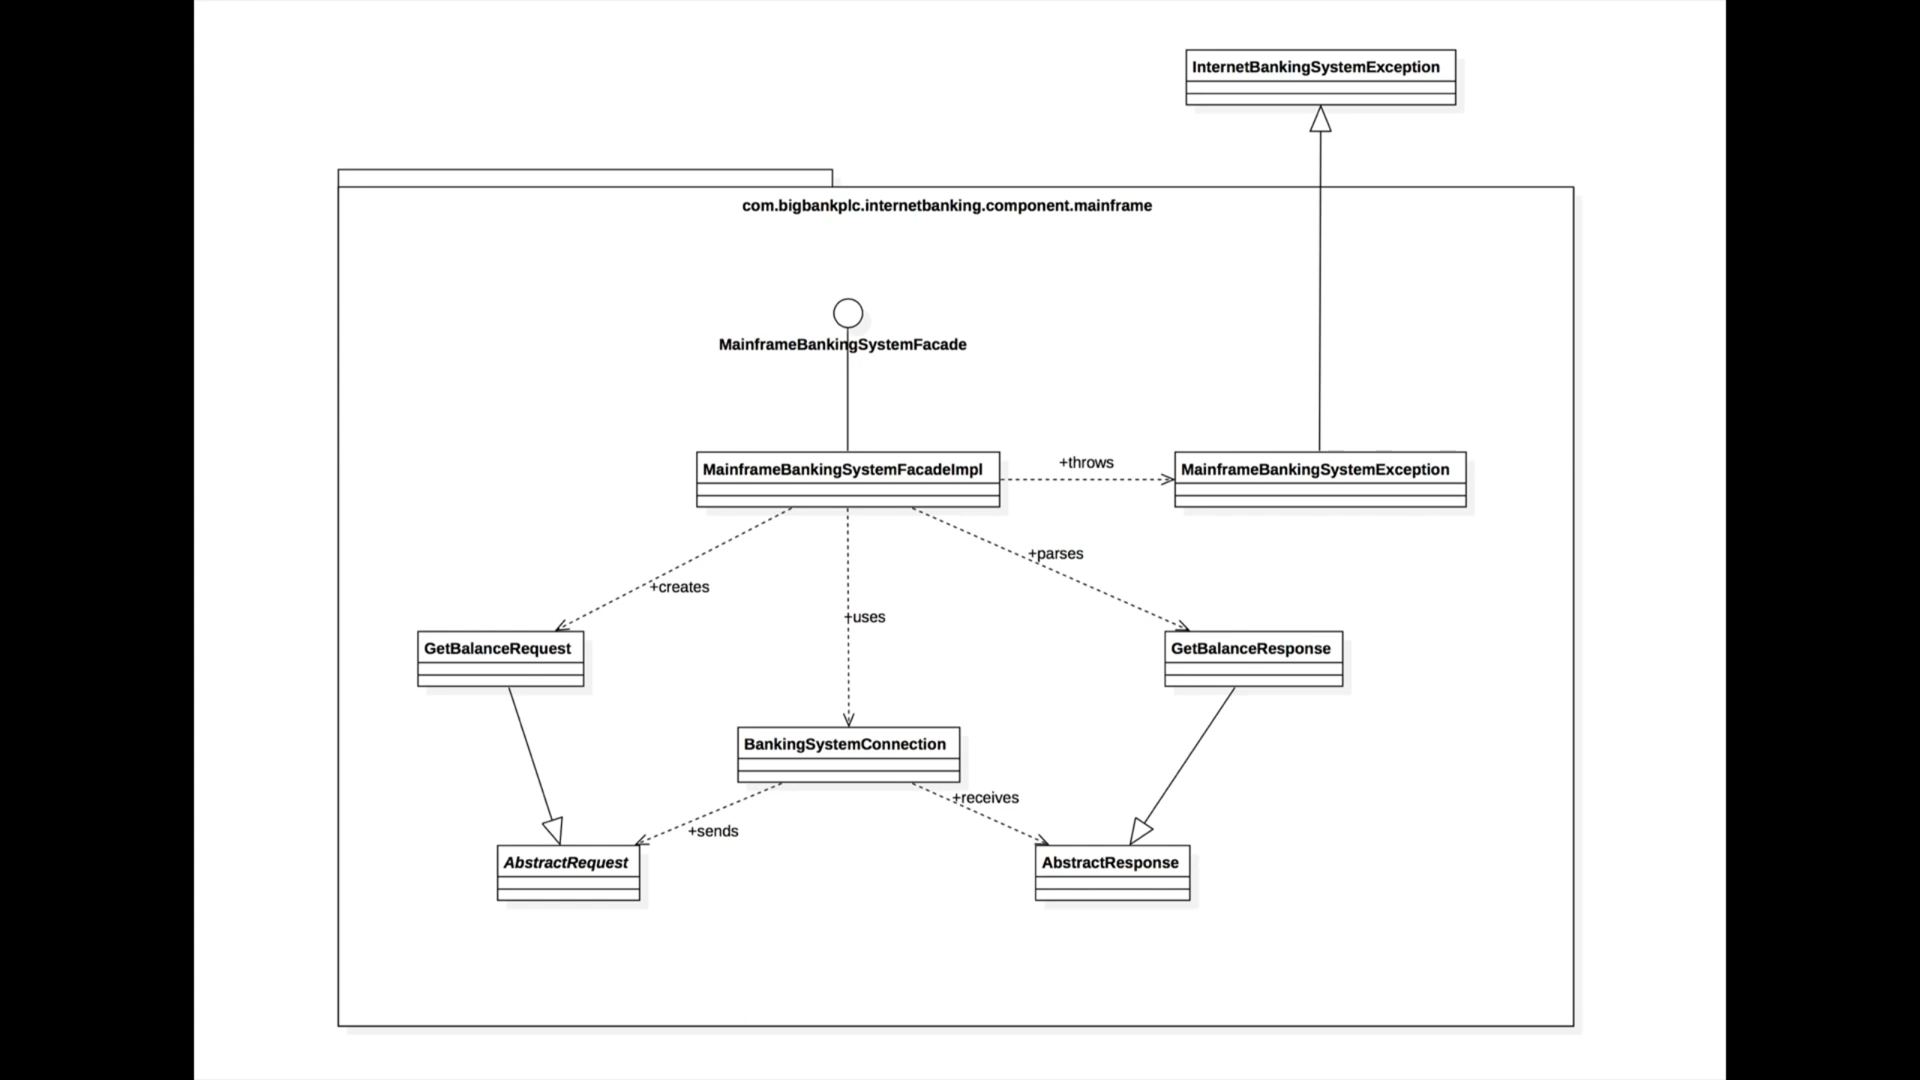 InternetBankingSystemException
com.bigbankplc.internetbanking.component.mainframe
MainframeBankingSystemFacade
MainframeBankingSystemFacadeImpl
+throws
MainframeBankingSystemException
+parses
+creates
+uses
GetBalanceRequest
GetBalanceResponse
BankingSystemConnection
+receives
+sends
AbstractRequest
AbstractResponse